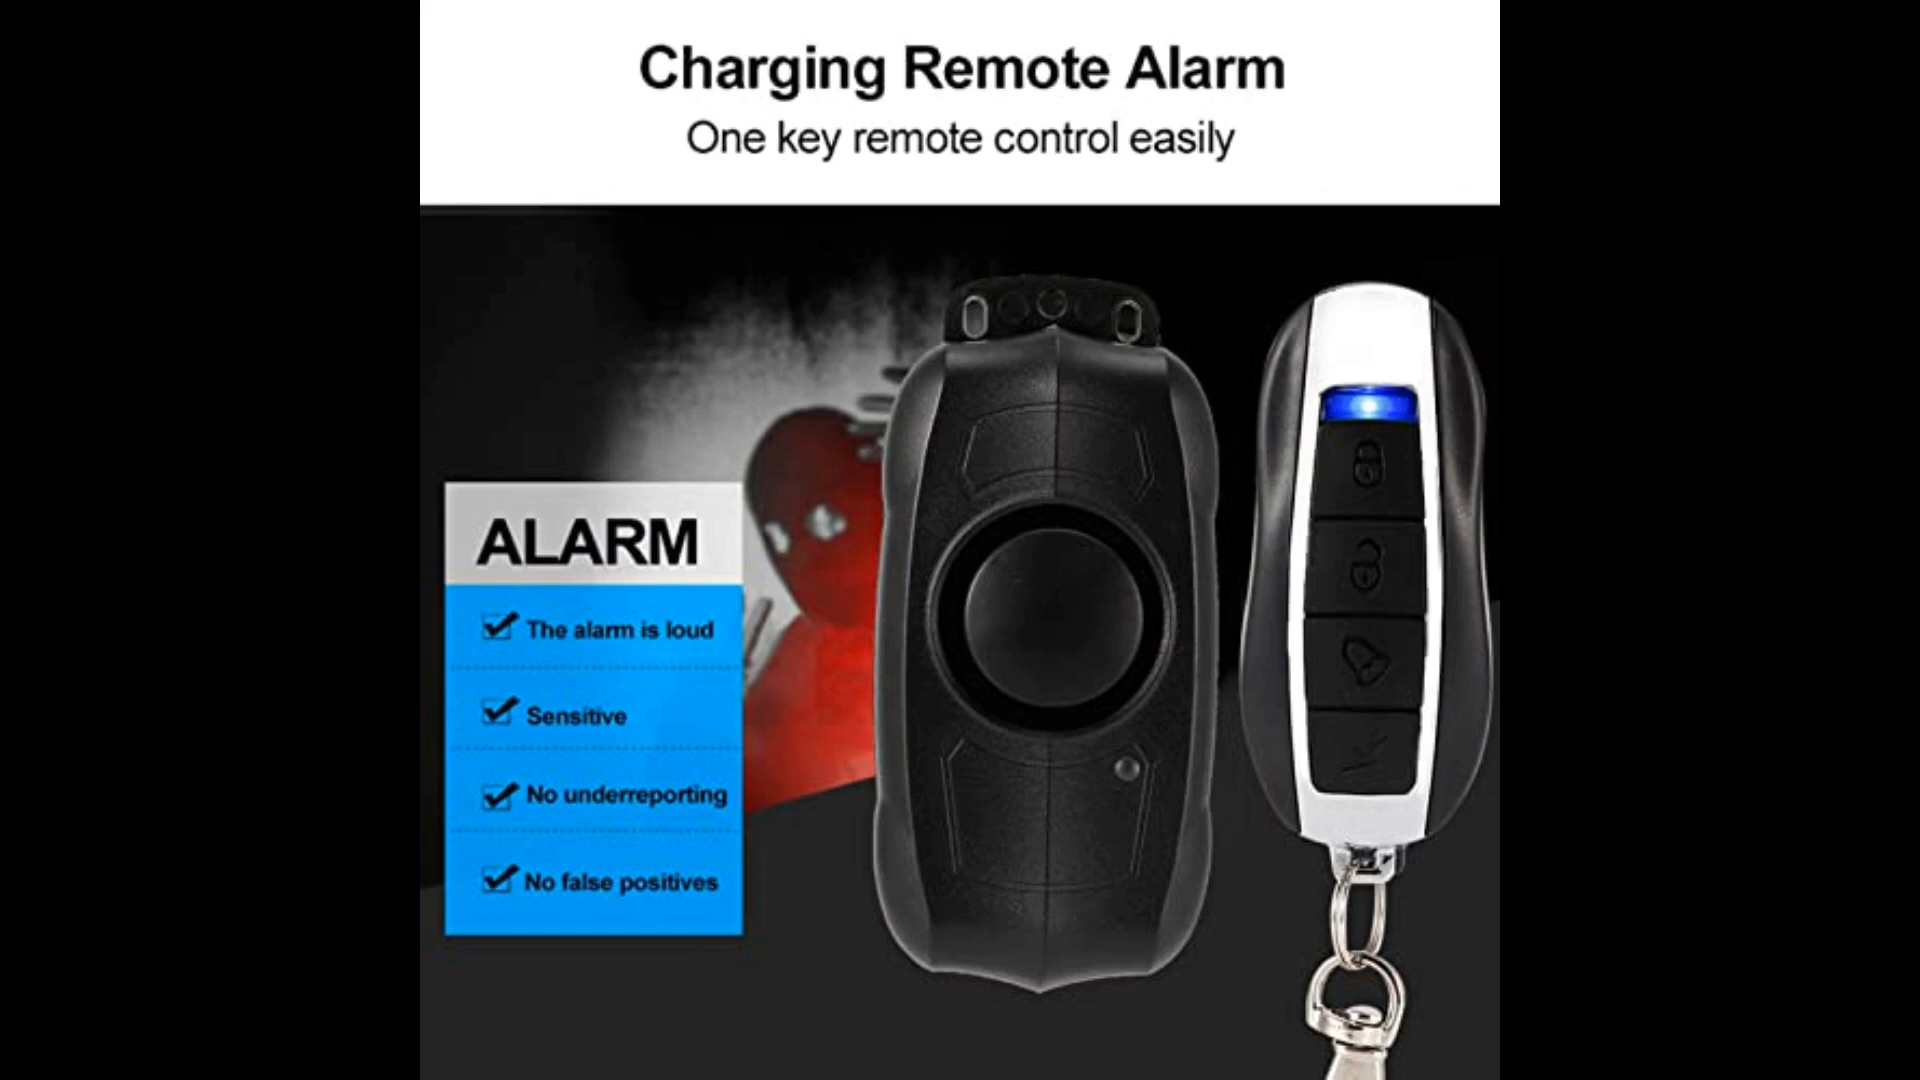 Charging Remote Alarm
One key remote control easily
ALARM
The alarm is loud
Sensitive
No underreporting
No false positives